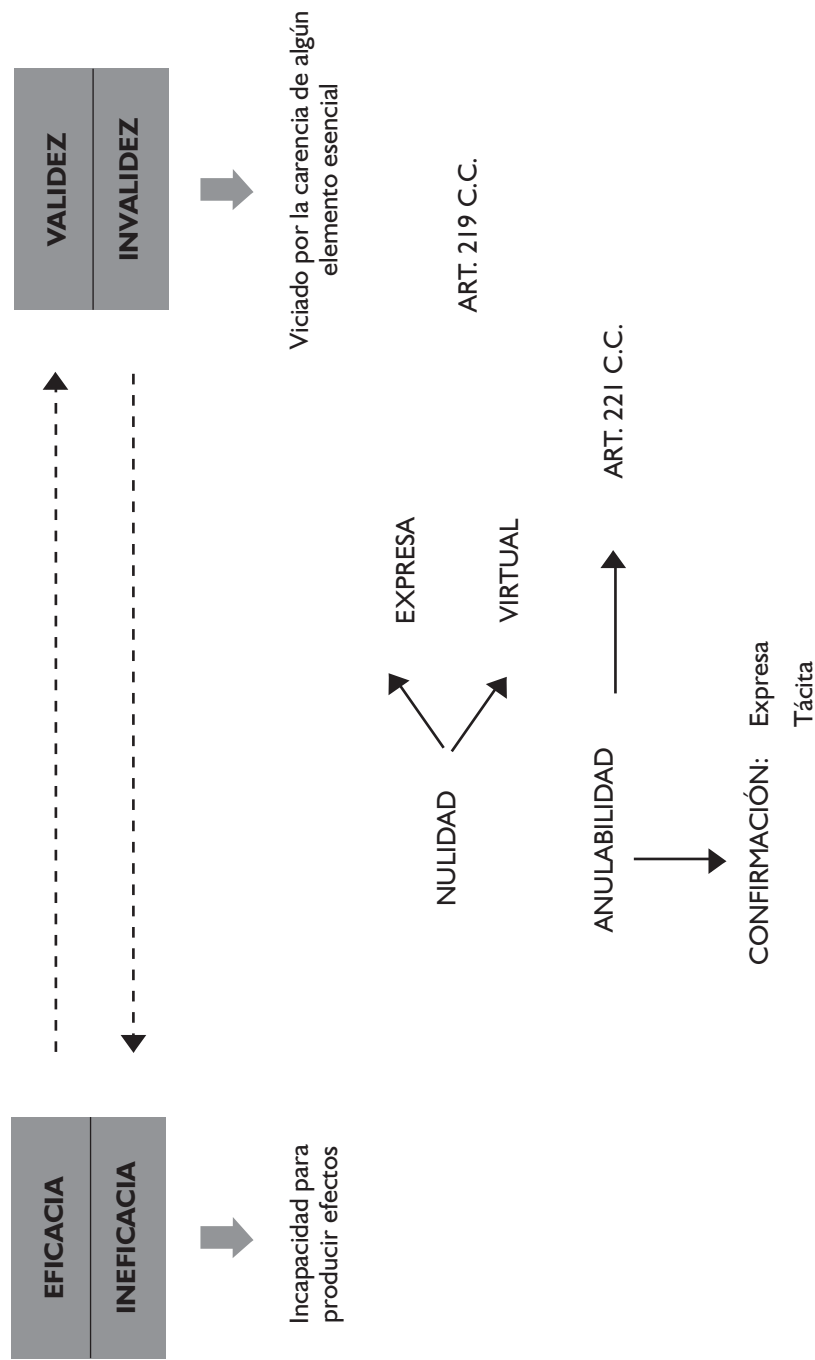 EFICACIA
INEFICACIA
VALIDEZ
INVALIDEZ
Incapacidad para
producir efectos
Viciado por la carencia de algún
elemento esencial
NULIDAD
EXPRESA
VIRTUAL
ART. 219 C.C.
ANULABILIDAD
ART. 221 C.C.
CONFIRMACIÓN: Expresa
Tácita